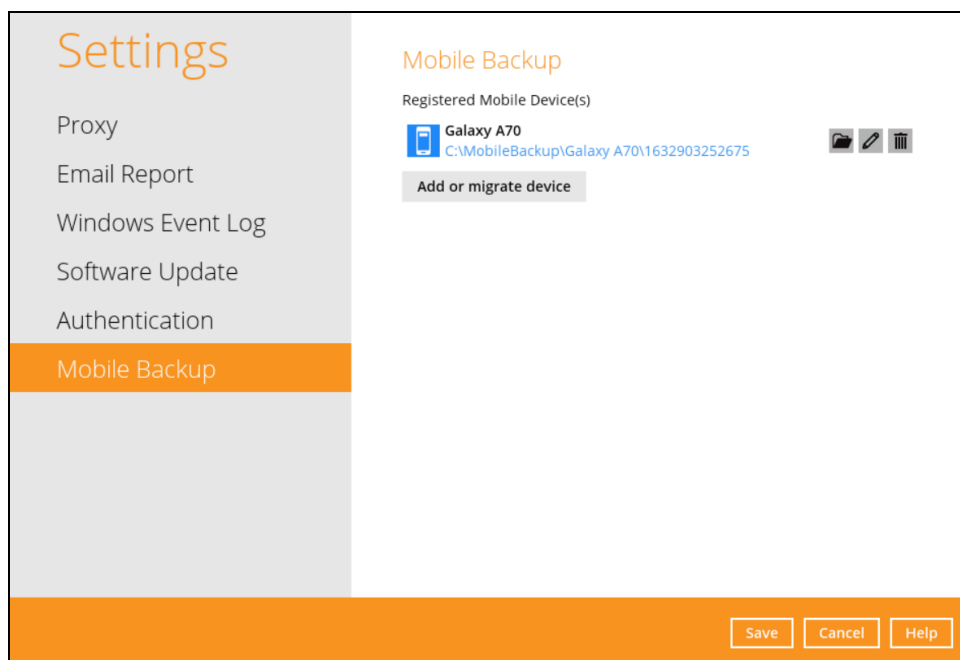 Settings
Proxy
Email Report
Windows Event Log
Software Update
Authentication
Mobile Backup
Mobile Backup
Registered Mobile Device(s)
Galaxy A70
C:\MobileBackup\Galaxy A70\1632903252675
Add or migrate device
Save Cancel Help